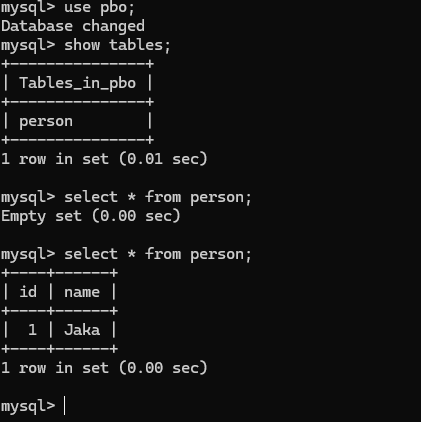 mysql> use pbo;
Database changed
mysql> show tables;
+---------------+
| Tables_in_pbo |
+---------------+
| person        |
+---------------+
1 row in set (0.01 sec)

mysql> select * from person;
Empty set (0.00 sec)

mysql> select * from person;
+----+------+
| id | name |
+----+------+
|  1 | Jaka |
+----+------+
1 row in set (0.00 sec)

mysql>